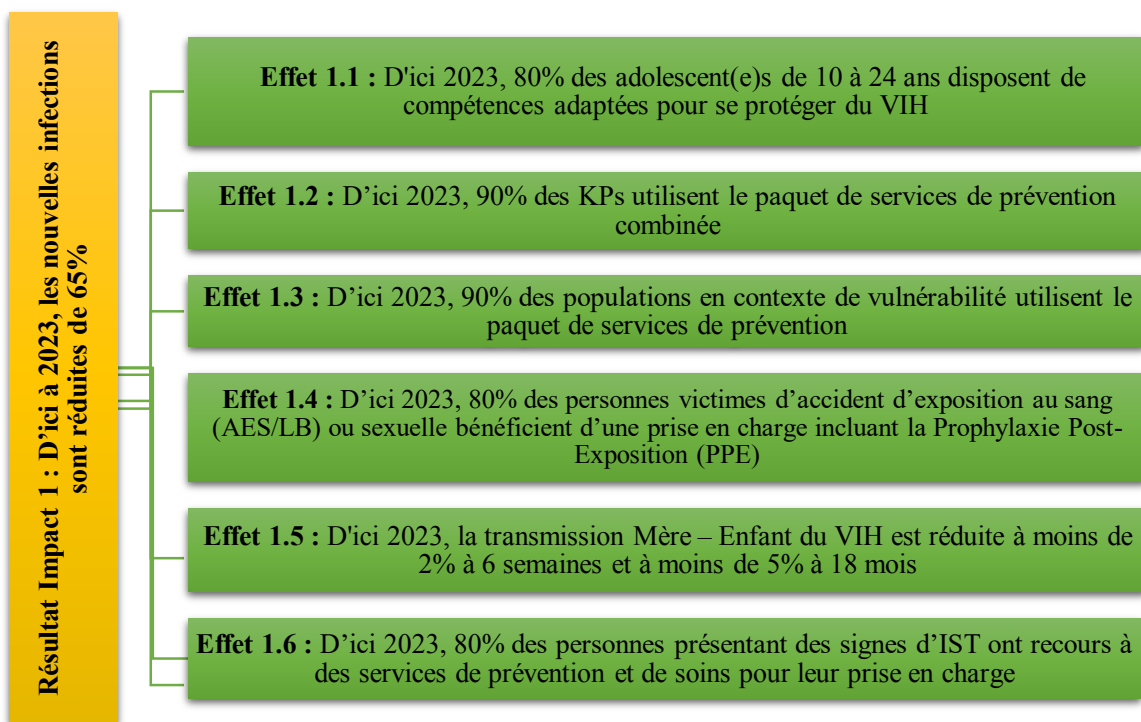 Résultat Impact 1 : D’ici à 2023, les nouvelles infections
sont réduites de 65%
Effet 1.1 : D'ici 2023, 80% des adolescent(e)s de 10 à 24 ans disposent de
compétences adaptées pour se protéger du VIH
Effet 1.2 : D’ici 2023, 90% des KPs utilisent le paquet de services de prévention
combinée
Effet 1.3 : D’ici 2023, 90% des populations en contexte de vulnérabilité utilisent le
paquet de services de prévention
Effet 1.4 : D’ici 2023, 80% des personnes victimes d’accident d’exposition au sang
(AES/LB) ou sexuelle bénéficient d’une prise en charge incluant la Prophylaxie Post-
Exposition (PPE)
Effet 1.5 : D'ici 2023, la transmission Mère – Enfant du VIH est réduite à moins de
2% à 6 semaines et à moins de 5% à 18 mois
Effet 1.6 : D’ici 2023, 80% des personnes présentant des signes d’IST ont recours à
des services de prévention et de soins pour leur prise en charge